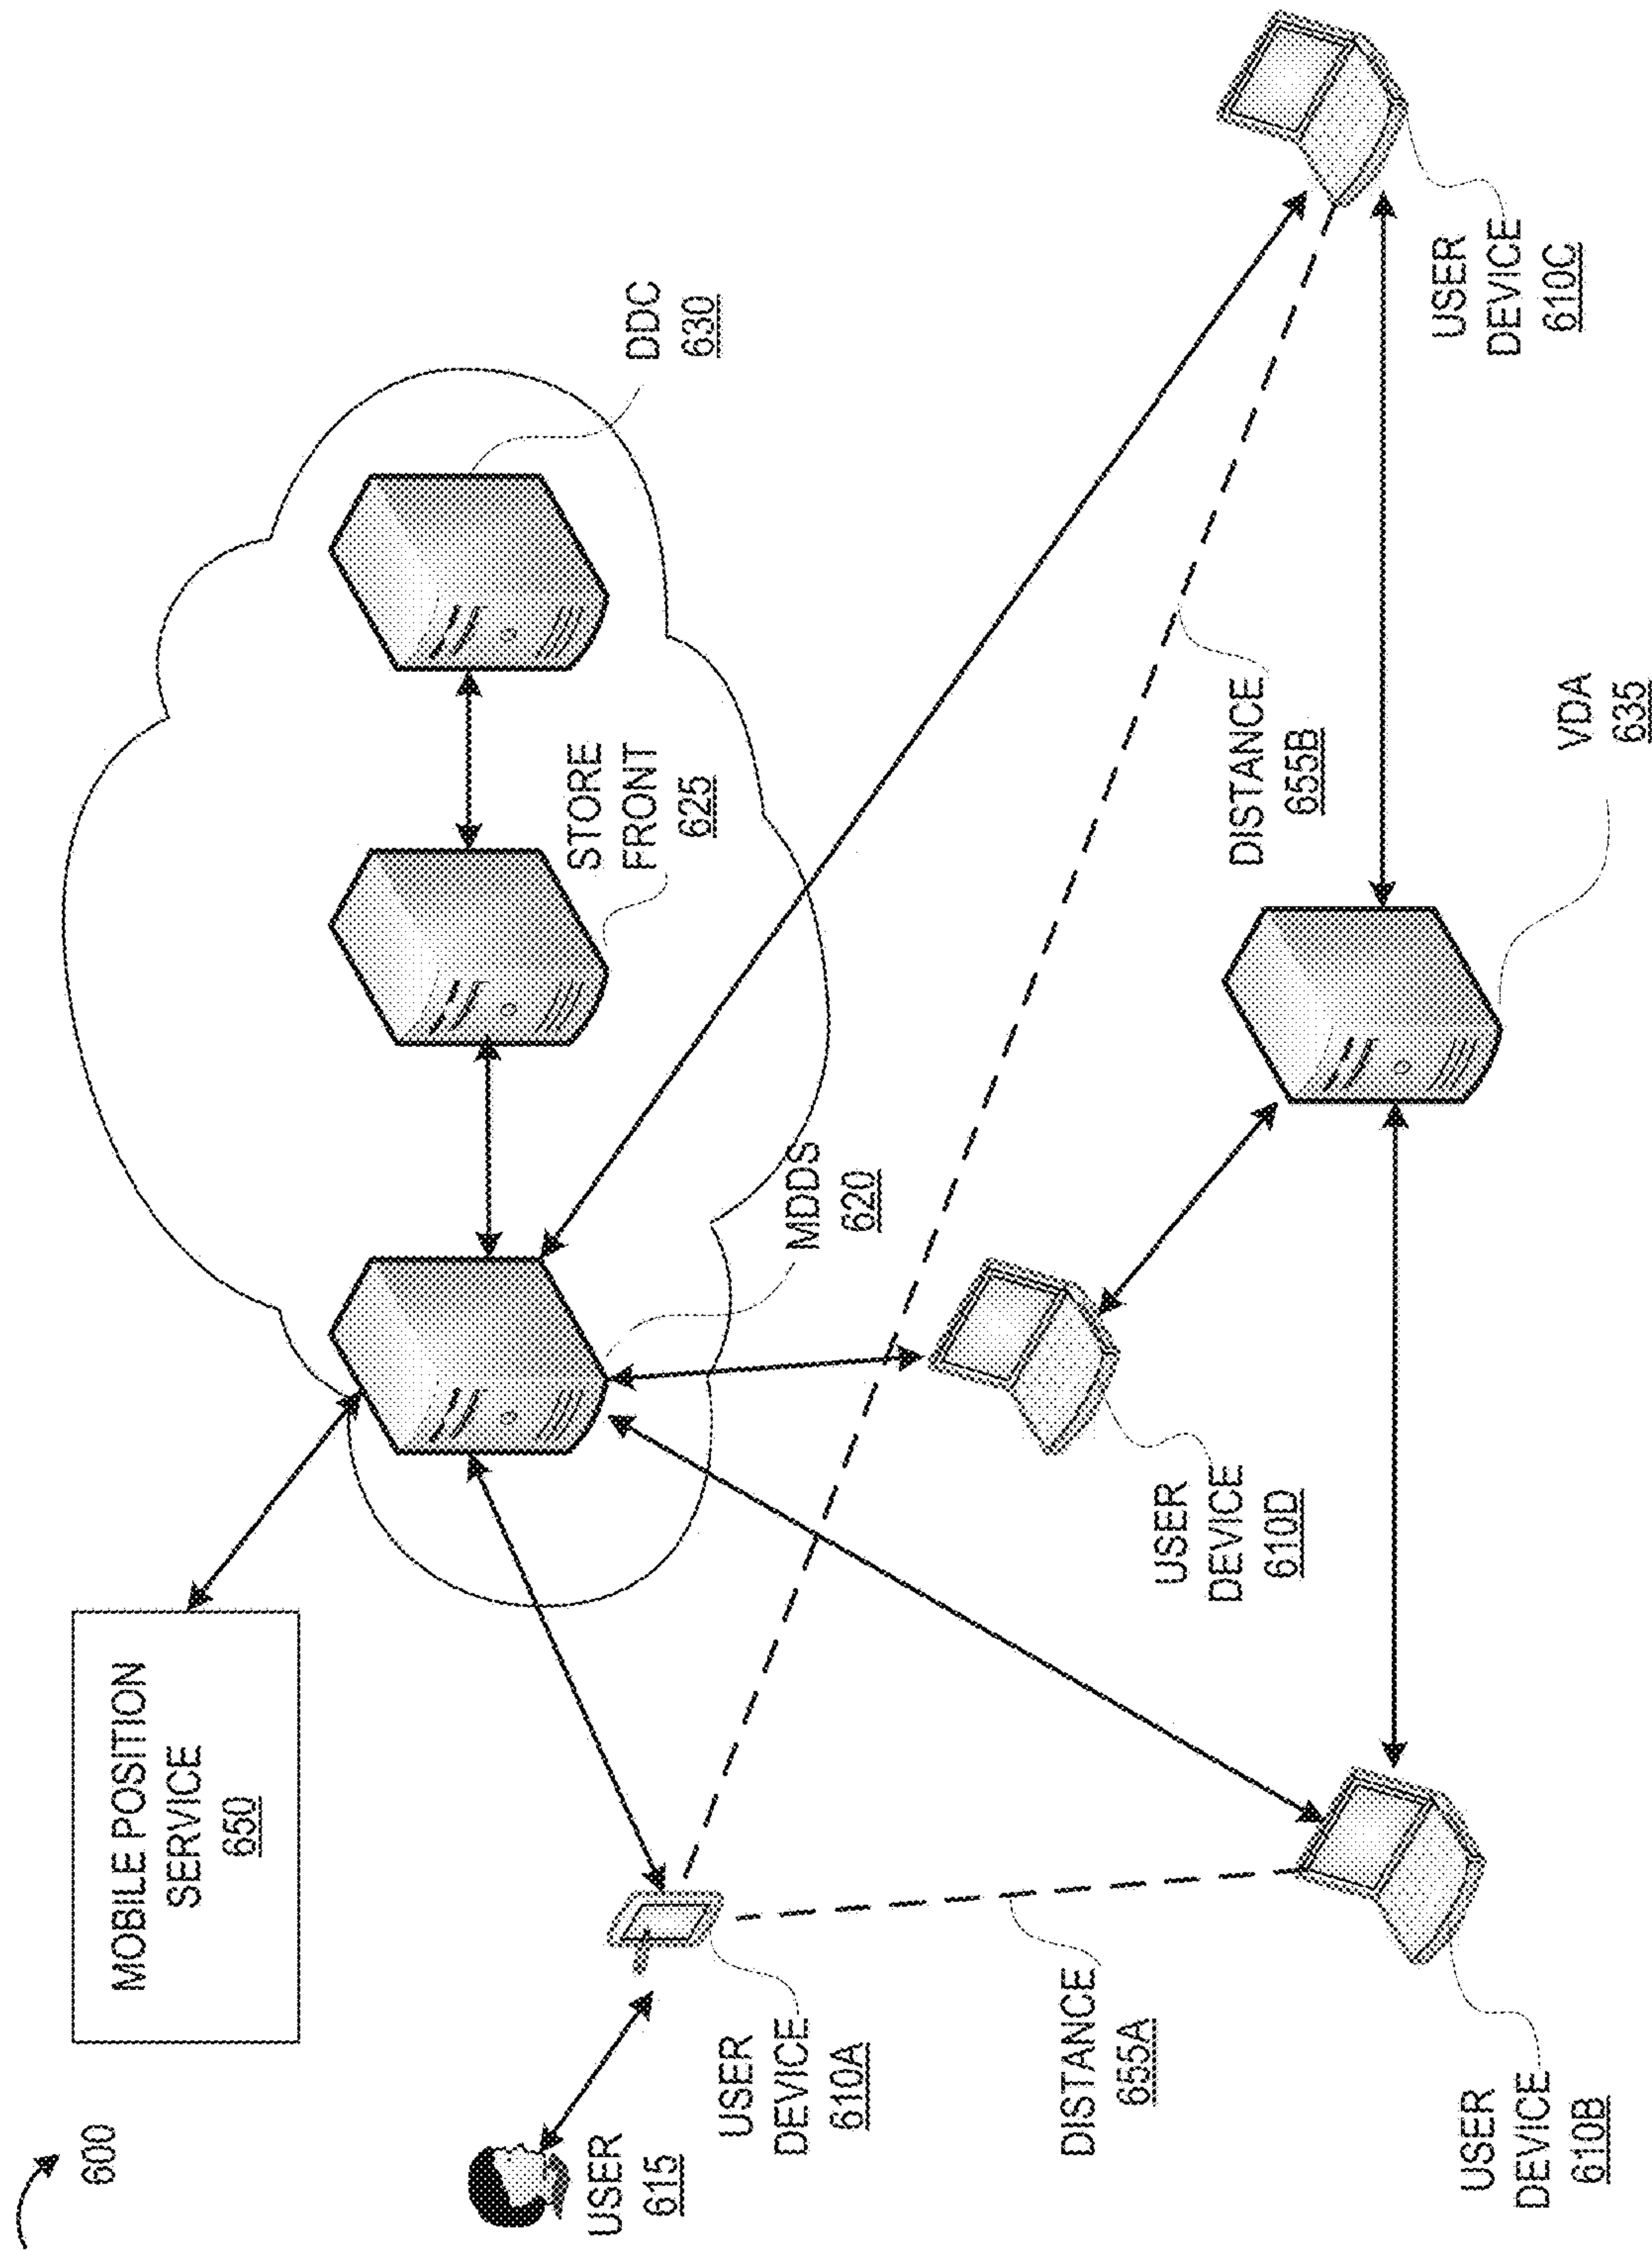 600
MOBILE POSITION
SERVICE
650
DDC
630
STORE
FRONT
625
MDDS
620
USER
615
USER
DEVICE
610A
DISTANCE
655A
USER
DEVICE
610B
USER
DEVICE
610D
DISTANCE
655B
VDA
635
USER
DEVICE
610C